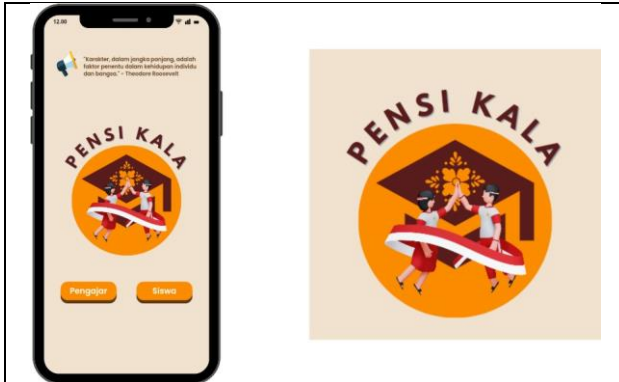 12.00
"Karakter, dalam jangka panjang, adalah
faktor penentu dalam kehidupan individu
dan bangsa." - Theodore Roosevelt
PENSI KALA
Pengajar
Siswa
PENSI KALA